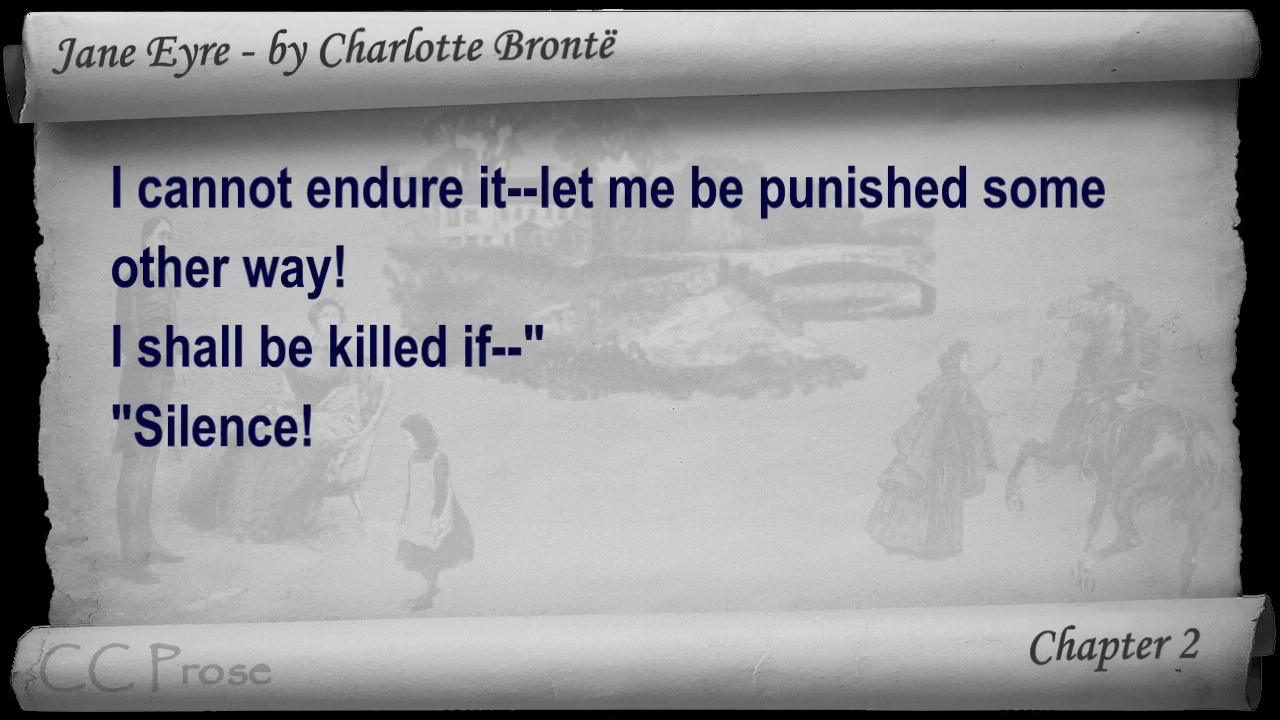 Jane Eyre - by Charlotte Brontë
I cannot endure it--let me be punished some
other way!
I shall be killed if--"
"Silence!
Chapter 2
CC Prose